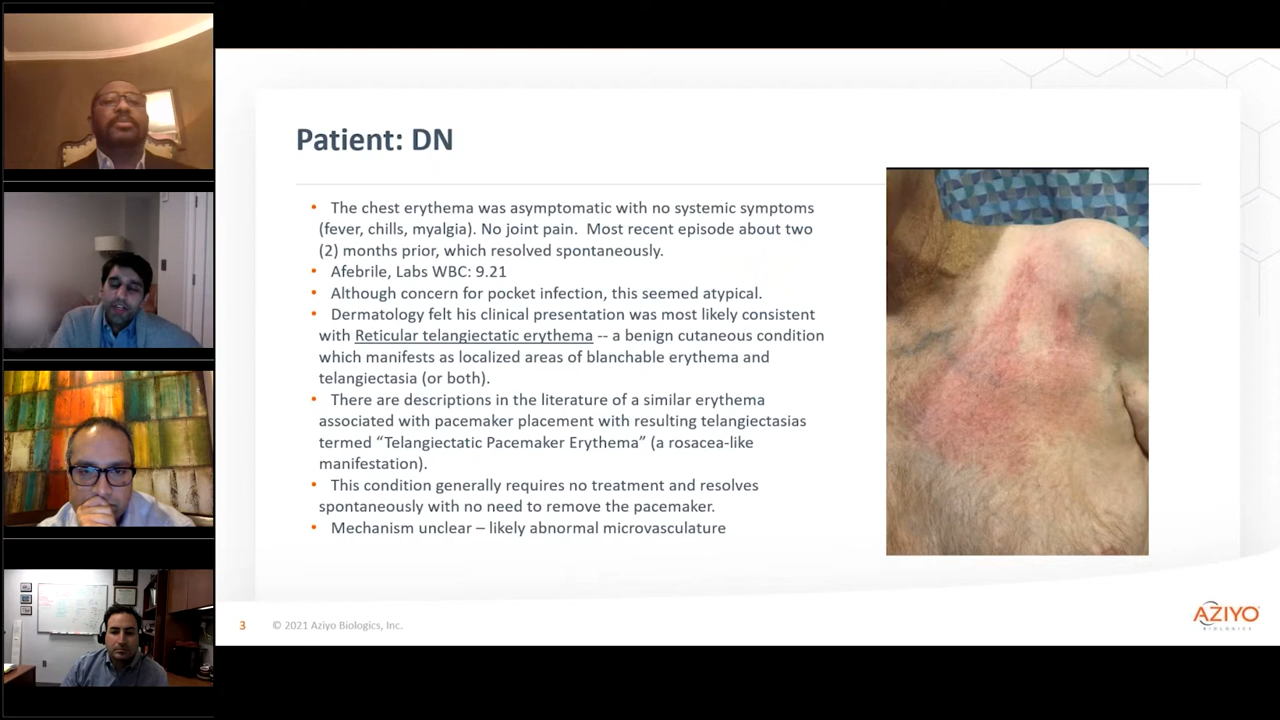 Patient: DN
• The chest erythema was asymptomatic with no systemic symptoms
(fever, chills, myalgia). No joint pain. Most recent episode about two
(2) months prior, which resolved spontaneously.
• Afebrile, Labs WBC: 9.21
• Although concern for pocket infection, this seemed atypical.
• Dermatology felt his clinical presentation was most likely consistent
with Reticular telangiectatic erythema -- a benign cutaneous condition
which manifests as localized areas of blanchable erythema and
telangiectasia (or both).
• There are descriptions in the literature of a similar erythema
associated with pacemaker placement with resulting telangiectasias
termed “Telangiectatic Pacemaker Erythema” (a rosacea-like
manifestation).
• This condition generally requires no treatment and resolves
spontaneously with no need to remove the pacemaker.
• Mechanism unclear – likely abnormal microvasculature
3 © 2021 Aziyo Biologics, Inc.
AZIYO
BIOLOGICS